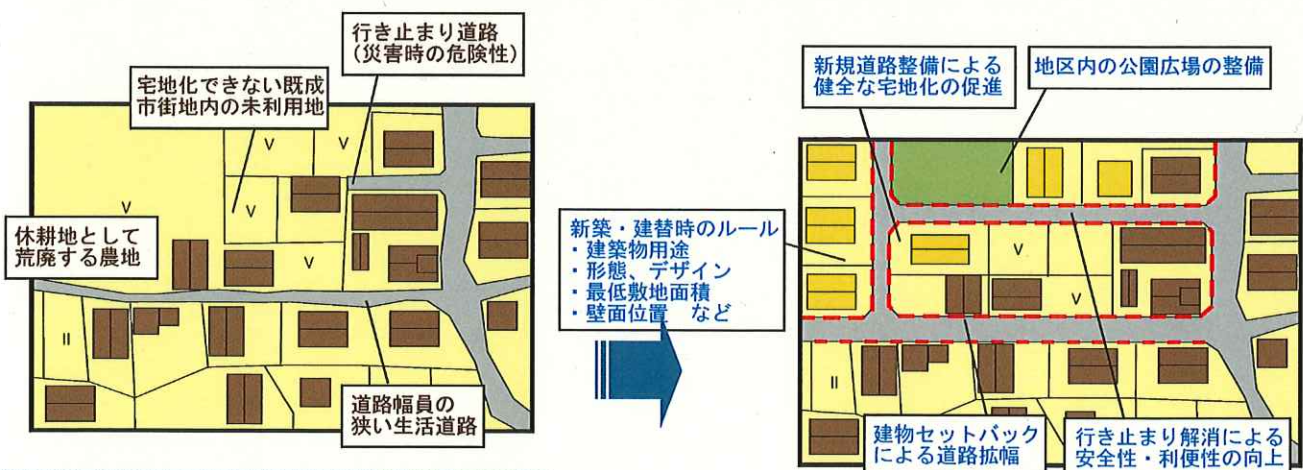 行き止まり道路
(災害時の危険性)
宅地化できない既成
市街地内の未利用地
V
V
V
V
V
休耕地として
荒廃する農地
II
道路幅員の
狭い生活道路
新築・建替時のルール
・建築物用途
・形態、デザイン
・最低敷地面積
・壁面位置　など
新規道路整備による
健全な宅地化の促進
地区内の公園広場の整備
V
V
II
建物セットバック
による道路拡幅
行き止まり解消による
安全性・利便性の向上